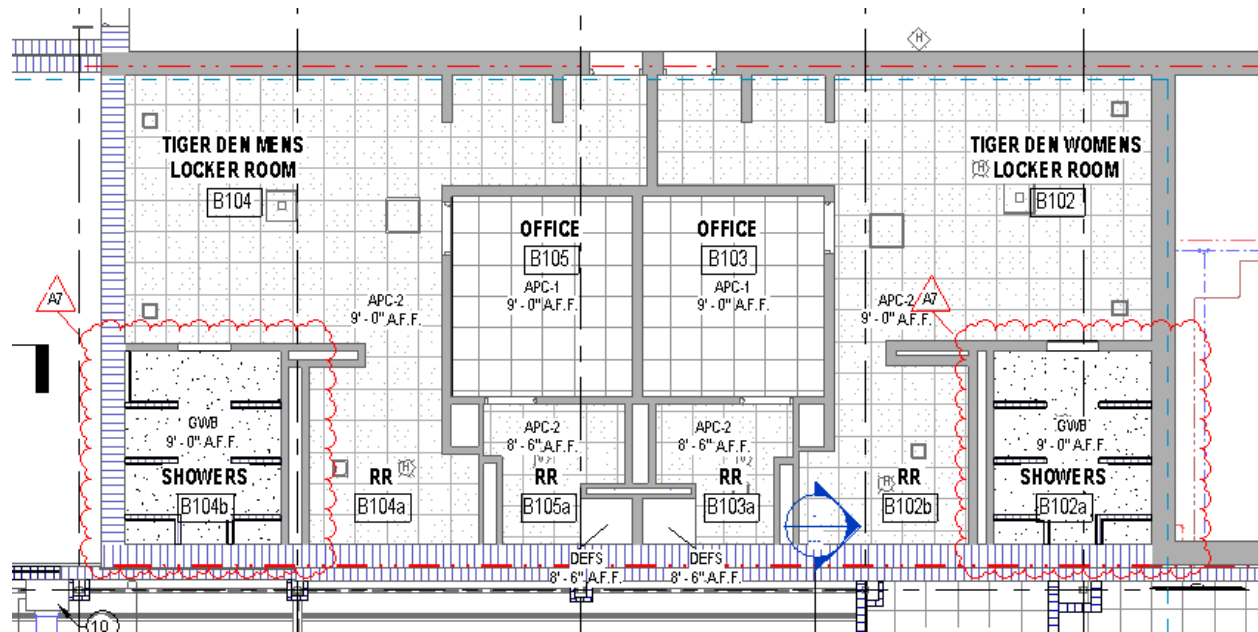 H
TIGER DEN MENS
LOCKER ROOM
B104
TIGER DEN WOMENS
LOCKER ROOM
H
B102
OFFICE
B105
APC-1
9' - 0" A.F.F.
OFFICE
B103
APC-1
9' - 0" A.F.F.
A7
APC-2
9' - 0" A.F.F.
APC-2
9' - 0" A.F.F.
A7
GWB
9' - 0" A.F.F.
SHOWERS
B104b
RR
H
B104a
APC-2
8' - 6" A.F.F.
RR
B105a
APC-2
8' - 6" A.F.F.
RR
B103a
RR
H
B102b
GWB
9' - 0" A.F.F.
SHOWERS
B102a
DEFS
8' - 6" A.F.F.
DEFS
8' - 6" A.F.F.
10